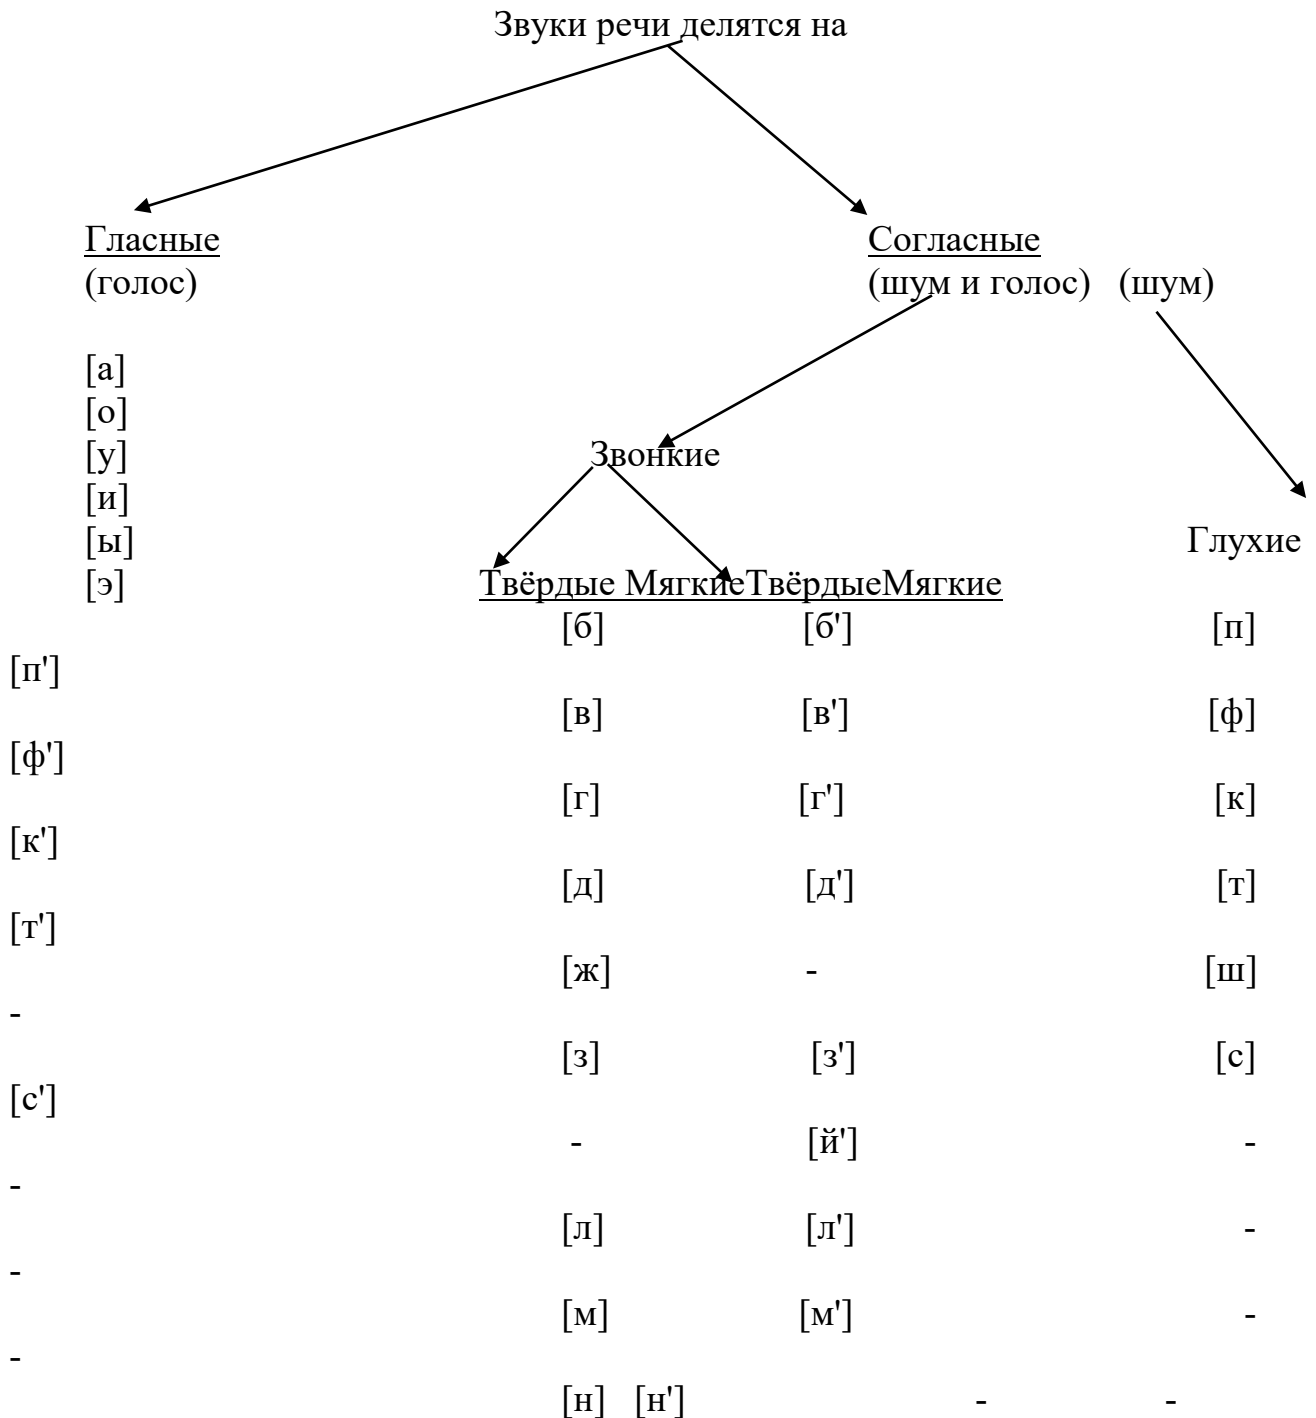 Звуки речи делятся на
Гласные Согласные
(голос) (шум и голос) (шум)
[а]
[о]
[у] Звонкие
[и]
[ы] Глухие
[э] Твёрдые МягкиеТвёрдыеМягкие
[б] [б'] [п]
[п']
[в] [в'] [ф]
[ф']
[г] [г'] [к]
[к']
[д] [д'] [т]
[т']
[ж] - [ш]
-
[з] [з'] [с]
[с']
- [й'] -
-
[л] [л'] -
-
[м] [м'] -
-
[н] [н'] - -